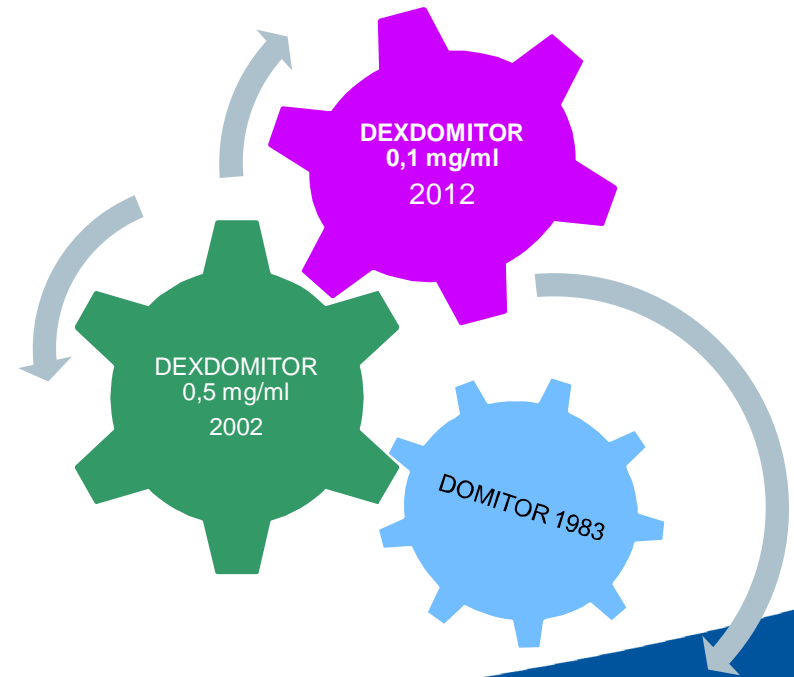 DEXDOMITOR
0,1 mg/ml
2012
DEXDOMITOR
0,5 mg/ml
2002
DOMITOR 1983